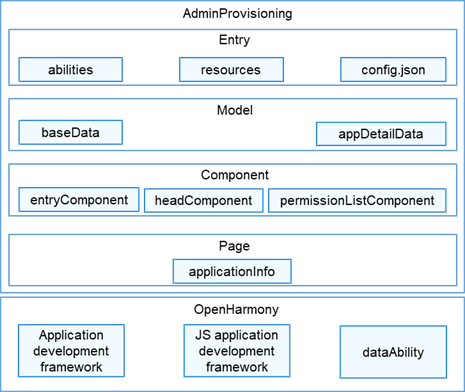 AdminProvisioning
Entry
abilities
resources
config.json
Model
baseData
appDetailData
Component
entryComponent
headComponent
permissionListComponent
Page
applicationInfo
OpenHarmony
Application
development
framework
JS application
development
framework
dataAbility